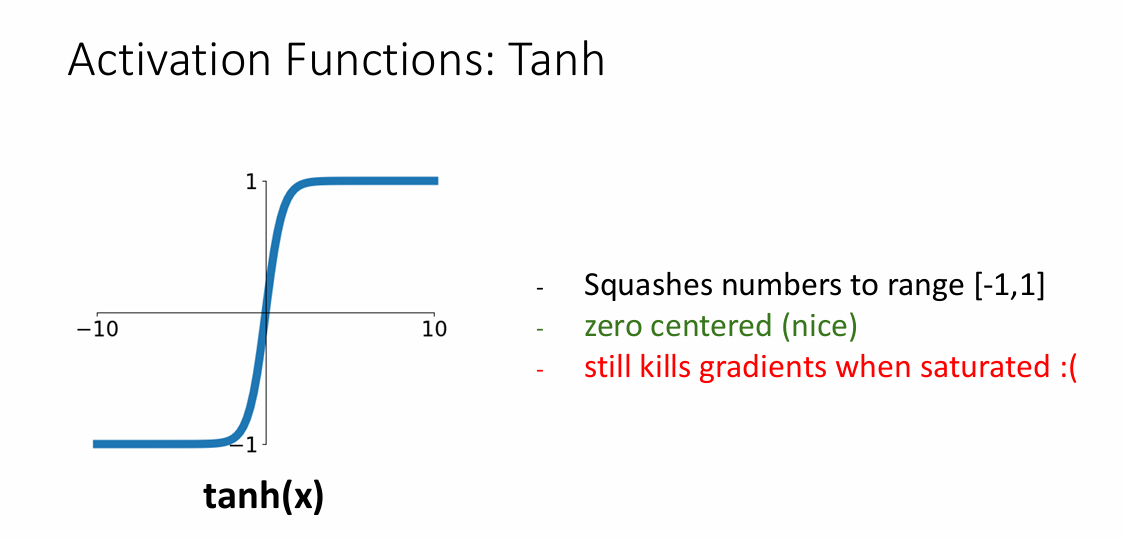 Activation Functions: Tanh
1
−10
10
−1
tanh(x)
- Squashes numbers to range [-1,1]
- zero centered (nice)
- still kills gradients when saturated :(